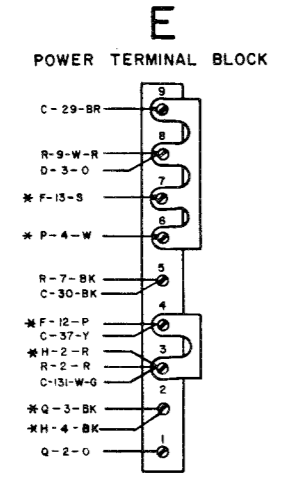 E
POWER TERMINAL BLOCK
9
C-29-BR
8
R-9-W-R
D-3-O
7
* F-13-S
6
* P-4-W
5
R-7-BK
C-30-BK
4
* F-12-P
C-37-Y
3
* H-2-R
R-2-R
C-131-W-G
2
* Q-3-BK
* H-4-BK
1
Q-2-O